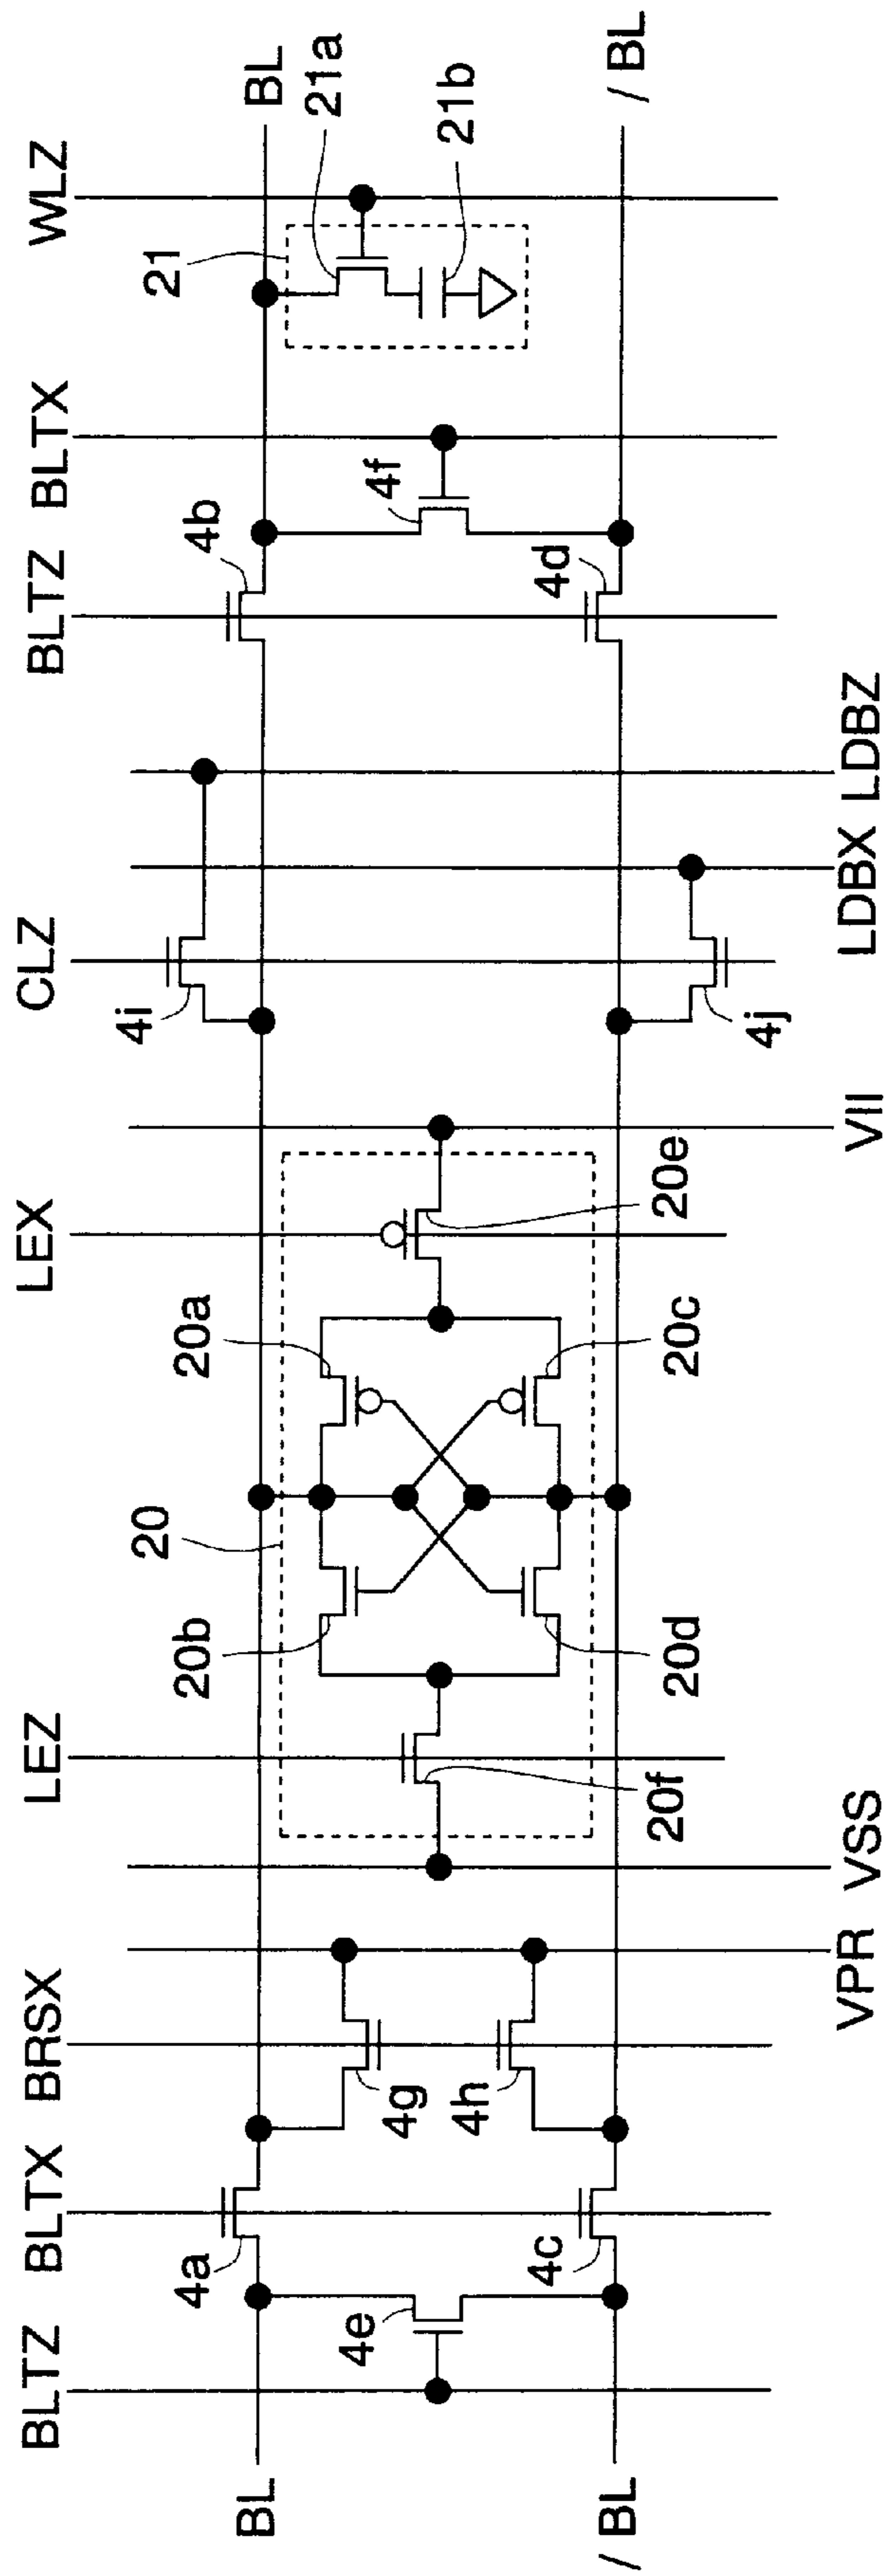 BLTZ
BLTX
BRSX
LEZ
LEX
CLZ
BLTZ
BLTX
WLZ
BL
4a
4e
4c
4g
4h
20
20b
20a
20f
20d
20c
20e
4i
4j
4b
4d
4f
21
21a
21b
BL
/ BL
/ BL
VPR
VSS
VII
LDBX
LDBZ